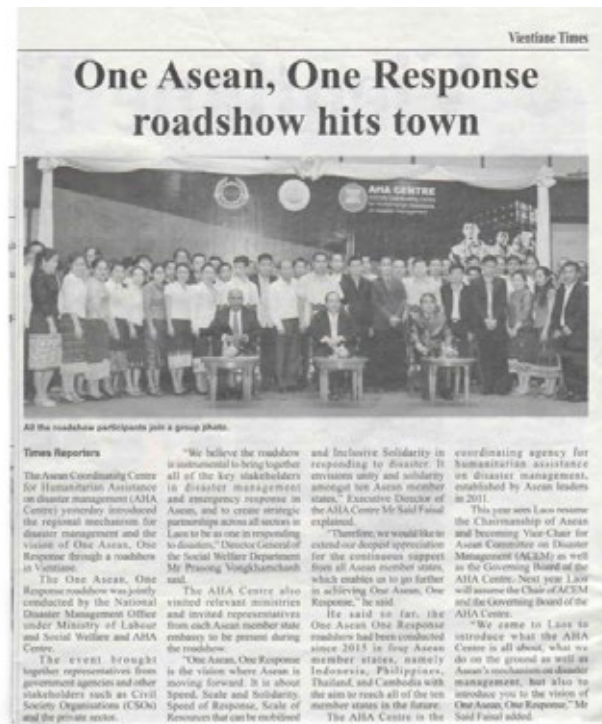 Vientiane Times
One Asean, One Response
roadshow hits town
AHA CENTRE
All the roadshow participants join a group photo.
Times Reporters
The Asean Coordinating Centre
for Humanitarian Assistance
on disaster management (AHA
Centre) yesterday introduced
the regional mechanism for
disaster management and the
vision of One Asean, One
Response through a roadshow
in Vientiane.
The One Asean, One
Response roadshow was jointly
conducted by the National
Disaster Management Office
under Ministry of Labour
and Social Welfare and AHA
Centre.
The event brought
together representatives from
government agencies and other
stakeholders such as Civil
Society Organisations (CSOs)
and the private sector.
"We believe the roadshow
is instrumental to bring together
all of the key stakeholders
in disaster management
and emergency response in
Asean, and to create strategic
partnerships across all sectors in
Laos to be as one in responding
to disasters," Director General of
the Social Welfare Department
Mr Prasong Vongkhamchanh
said.
The AHA Centre also
visited relevant ministries
and invited representatives
from each Asean member state
embassy to be present during
the roadshow.
"One Asean, One Response
is the vision where Asean is
moving forward. It is about
Speed, Scale and Solidarity.
Speed of Response, Scale of
Resources that can be mobilised
and Inclusive Solidarity in
responding to disaster. It
envisions unity and solidarity
amongst ten Asean member
states," Executive Director of
the AHA Centre Mr Said Faisal
explained.
"Therefore, we would like to
extend our deepest appreciation
for the continuous support
from all Asean member states,
which enables us to go further
in achieving One Asean, One
Response," he said.
He said so far, the
One Asean One Response
roadshow had been conducted
since 2015 in four Asean
member states, namely
Indonesia, Philippines,
Thailand, and Cambodia with
the aim to reach all of the ten
member states in the future.
The AHA Centre is the
coordinating agency for
humanitarian assistance
on disaster management,
established by Asean leaders
in 2011.
This year sees Laos resume
the Chairmanship of Asean
and becoming Vice Chair for
Asean Committee on Disaster
Management (ACDM) as well
as the Governing Board of the
AHA Centre. Next year Laos
will assume the Chair of ACDM
and the Governing Board of the
AHA Centre.
"We come to Laos to
introduce what the AHA
Centre is all about, what we
do on the ground as well as
Asean's mechanism on disaster
management, but also to
introduce you to the vision of
One Asean, One Response," Mr
Said Faisal added.